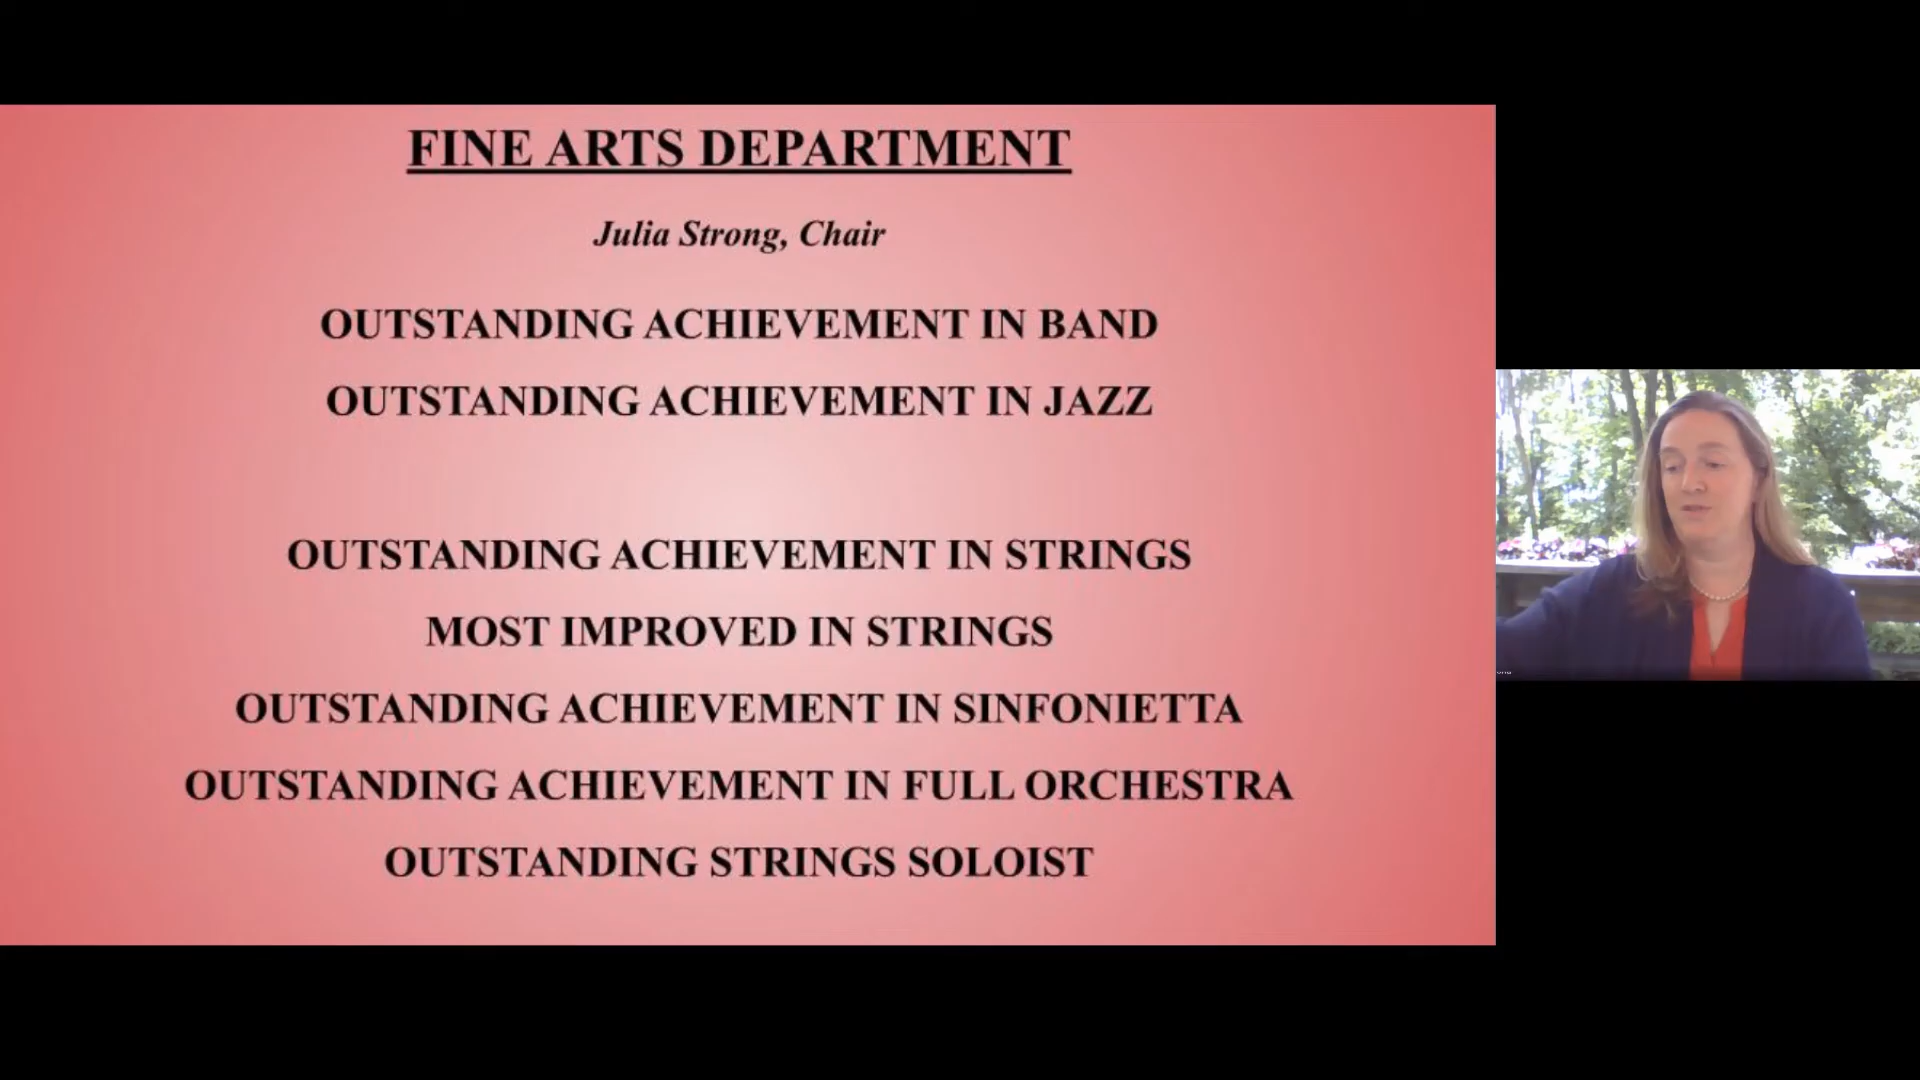 FINE ARTS DEPARTMENT
Julia Strong, Chair
OUTSTANDING ACHIEVEMENT IN BAND
OUTSTANDING ACHIEVEMENT IN JAZZ
OUTSTANDING ACHIEVEMENT IN STRINGS
MOST IMPROVED IN STRINGS
OUTSTANDING ACHIEVEMENT IN SINFONIETTA
OUTSTANDING ACHIEVEMENT IN FULL ORCHESTRA
OUTSTANDING STRINGS SOLOIST